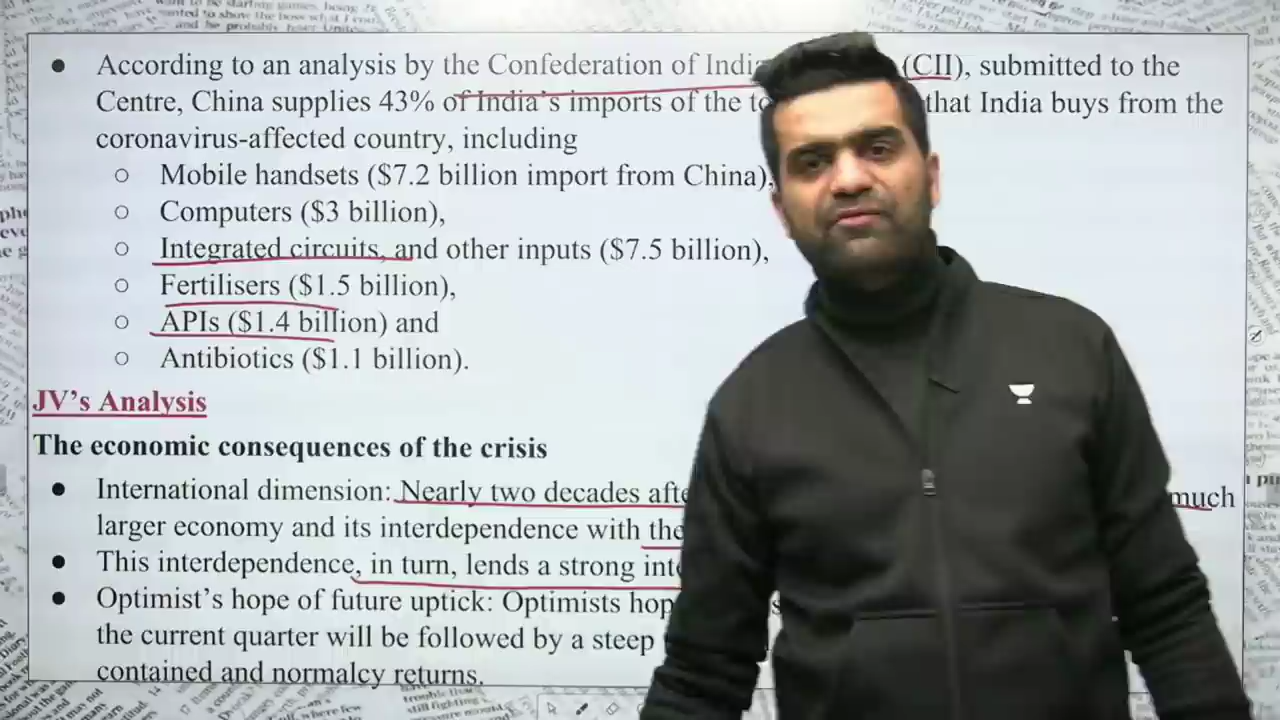 According to an analysis by the Confederation of India (CII), submitted to the
Centre, China supplies 43% of India's imports of the to that India buys from the
coronavirus-affected country, including
Mobile handsets ($7.2 billion import from China),
Computers ($3 billion),
Integrated circuits, and other inputs ($7.5 billion),
Fertilisers ($1.5 billion),
APIs ($1.4 billion) and
Antibiotics ($1.1 billion).
JV's Analysis
The economic consequences of the crisis
International dimension: Nearly two decades afte much
larger economy and its interdependence with the
This interdependence, in turn, lends a strong inte
Optimist's hope of future uptick: Optimists hop
the current quarter will be followed by a steep
contained and normalcy returns.